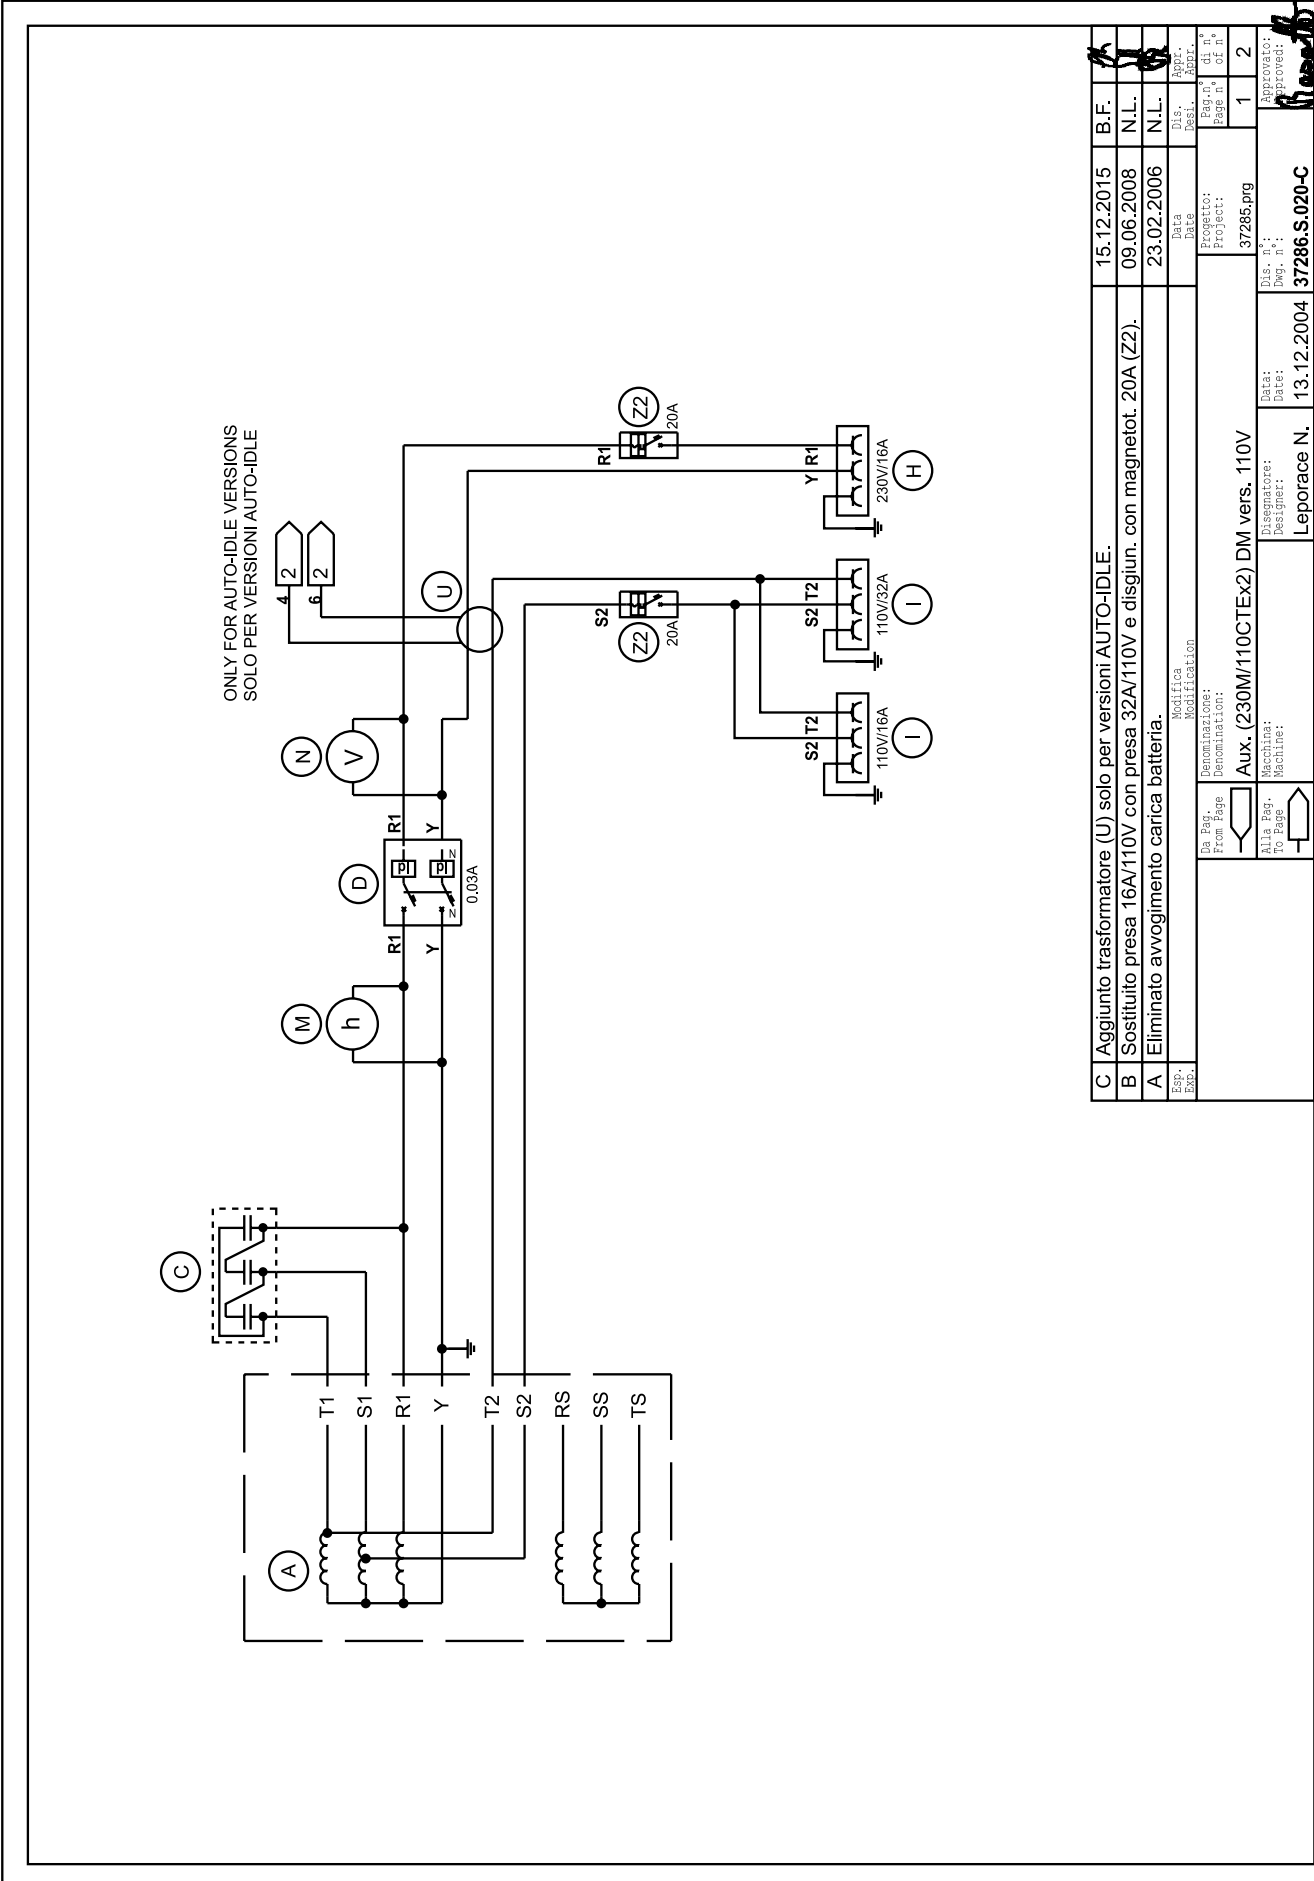 ONLY FOR AUTO-IDLE VERSIONS
SOLO PER VERSIONI AUTO-IDLE
4
2
6
2
C
M
h
N
V
U
D
A
T1
S1
R1
Y
T2
S2
RS
SS
TS
R1
Y
pI
pI
N
N
0.03A
R1
Y
S2
Z2
20A
R1
Z2
20A
S2 T2
110V/16A
I
S2 T2
110V/32A
I
Y R1
230V/16A
H
C Aggiunto trasformatore (U) solo per versioni AUTO-IDLE. 15.12.2015 B.F.
B Sostituito presa 16A/110V con presa 32A/110V e disgiun. con magnetot. 20A (Z2). 09.06.2008 N.L.
A Eliminato avvogimento carica batteria. 23.02.2006 N.L.
Esp. Modifica Data Dis. Appr.
Exp. Modification Date Desi. Appr.
Da Pag. Denominazione: Progetto: Pag.n° di n°
From Page Denomination: Project: Page n° of n°
Aux. (230M/110CTEx2) DM vers. 110V 37285.prg 1 2
Alla Pag. Macchina: Disegnatore: Data: Dis. n°: Approvato:
To Page Machine: Designer: Date: Dwg. n°: Approved:
Leporace N. 13.12.2004 37286.S.020-C